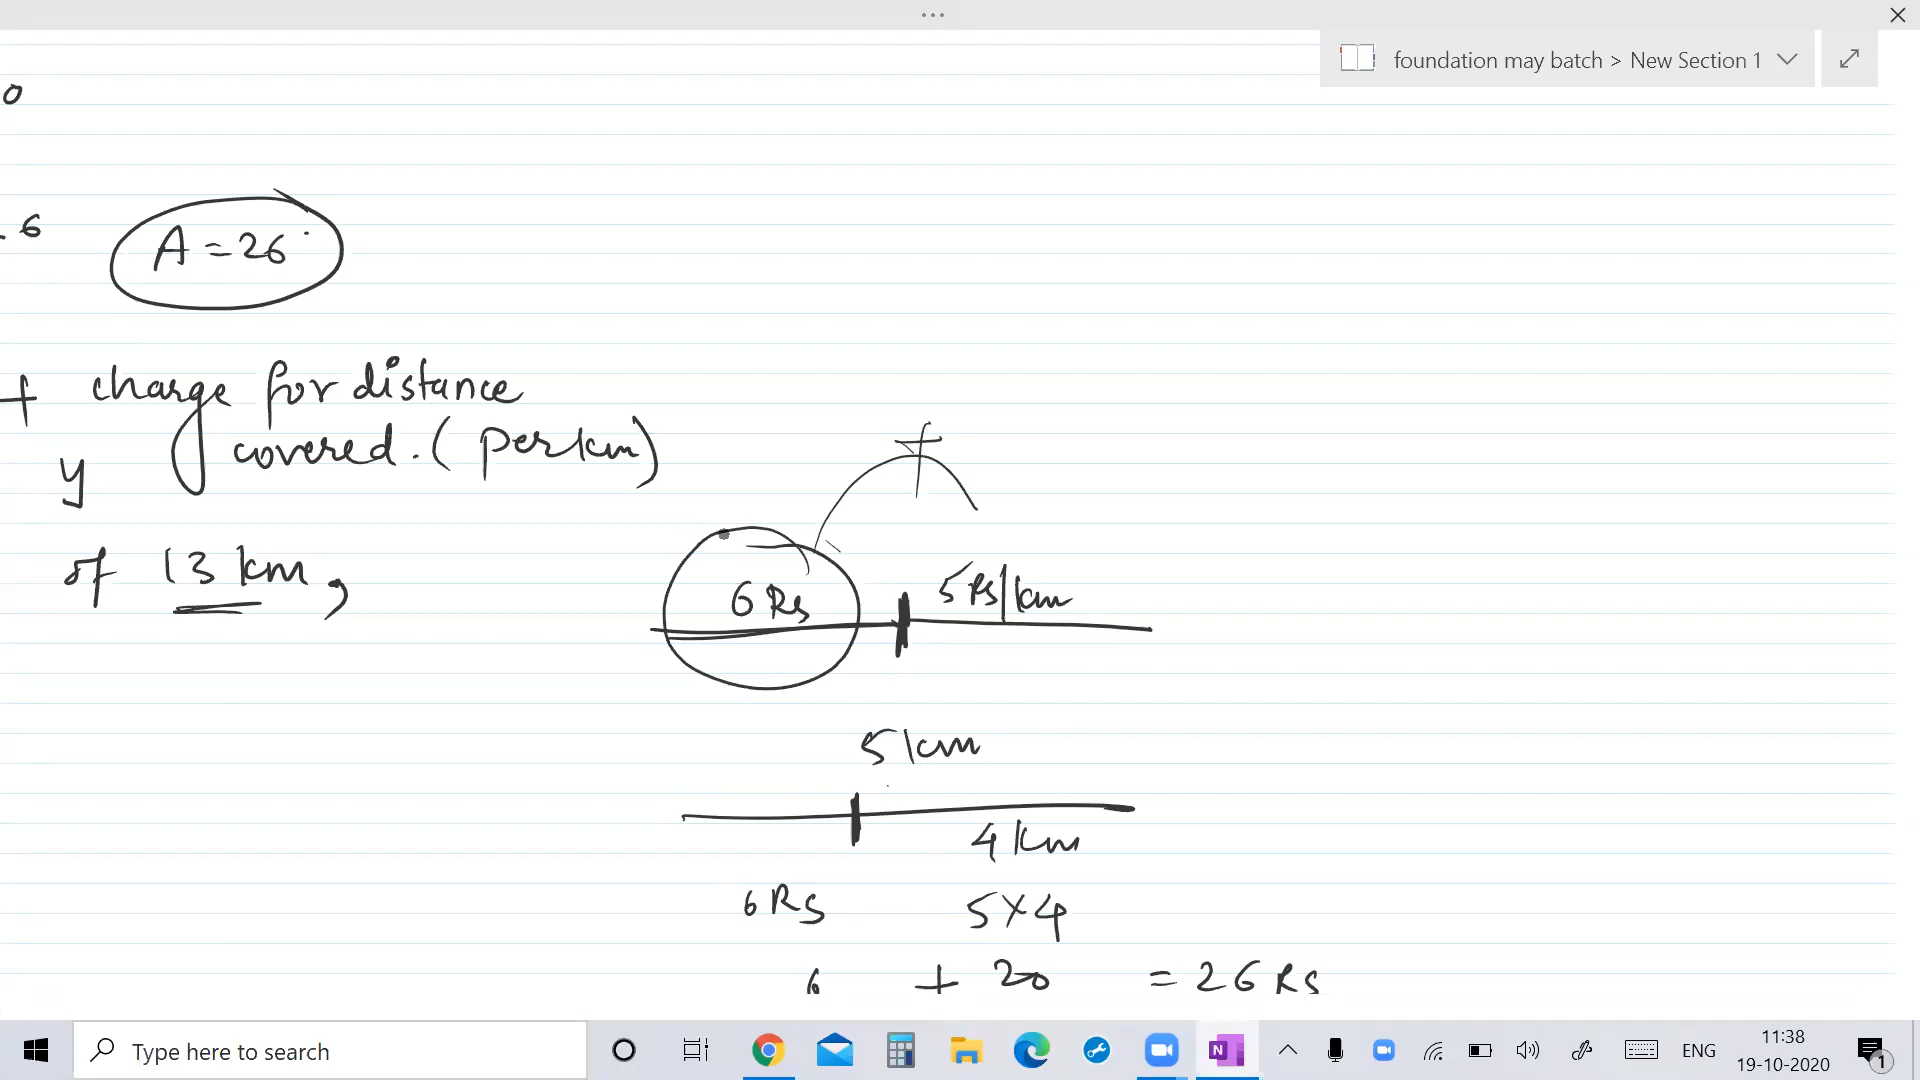 ...
foundation may batch > New Section 1
0
. 6
A = 26
+ charge for distance
covered. (per km)
y
of 13 km,
6 Rs
5 Rs/km
5 km
4 km
6 Rs 5 × 4
6 + 20 = 26 Rs
Type here to search
N
ENG
11:38
19-10-2020
1